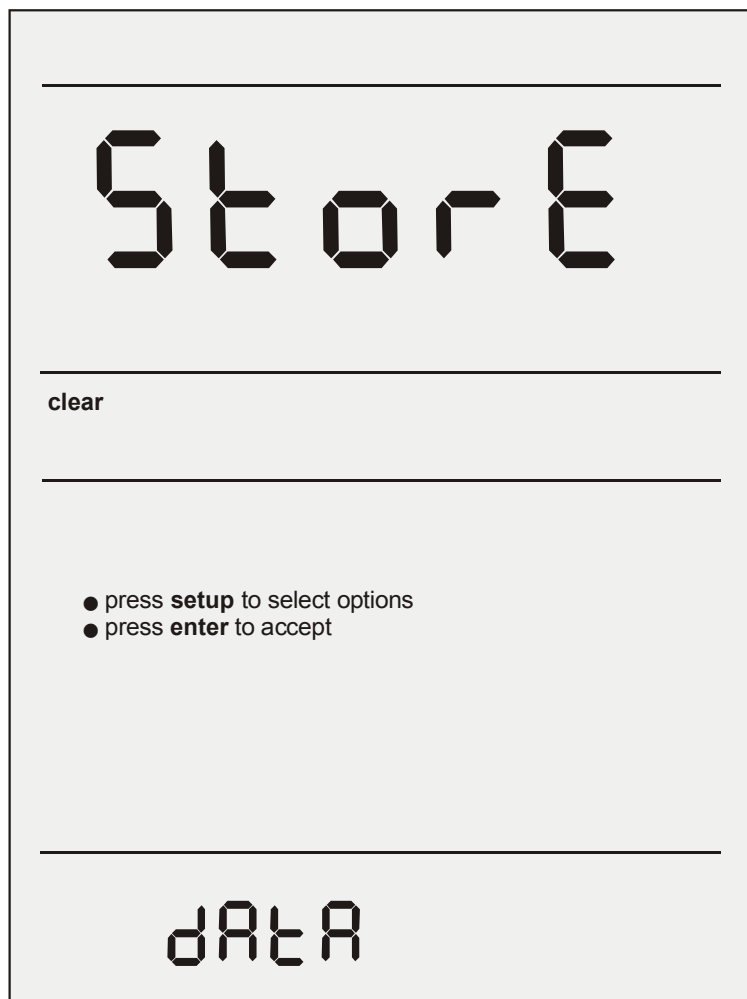 StorE
clear
● press setup to select options
● press enter to accept
dAtA